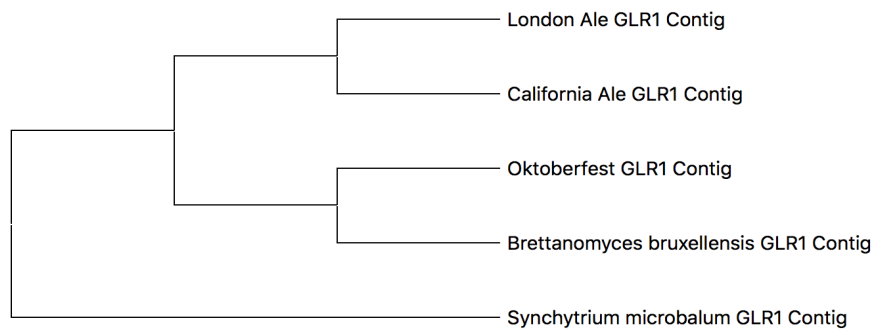 London Ale GLR1 Contig
California Ale GLR1 Contig
Oktoberfest GLR1 Contig
Brettanomyces bruxellensis GLR1 Contig
Synchytrium microbalum GLR1 Contig